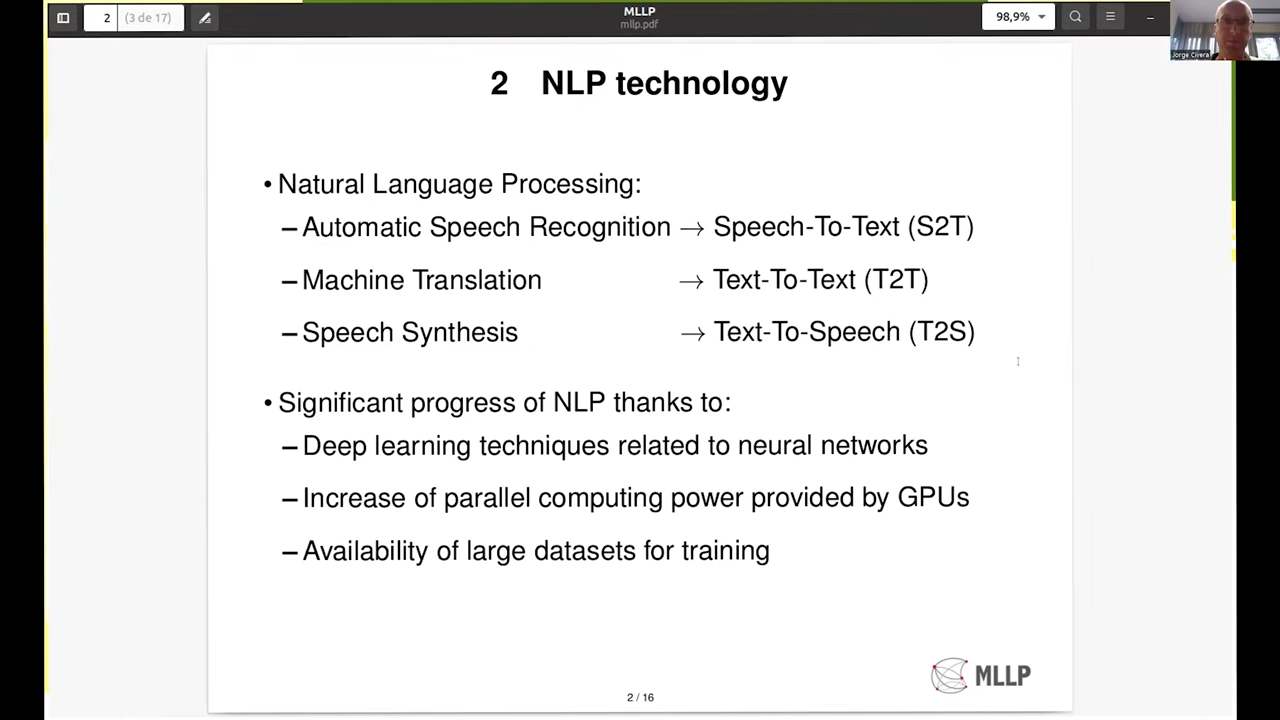 MLLP
mllp.pdf
2 (3 de 17)
98,9%
Jorge Civera
2 NLP technology
• Natural Language Processing:
– Automatic Speech Recognition → Speech-To-Text (S2T)
– Machine Translation → Text-To-Text (T2T)
– Speech Synthesis → Text-To-Speech (T2S)
• Significant progress of NLP thanks to:
– Deep learning techniques related to neural networks
– Increase of parallel computing power provided by GPUs
– Availability of large datasets for training
MLLP
2 / 16